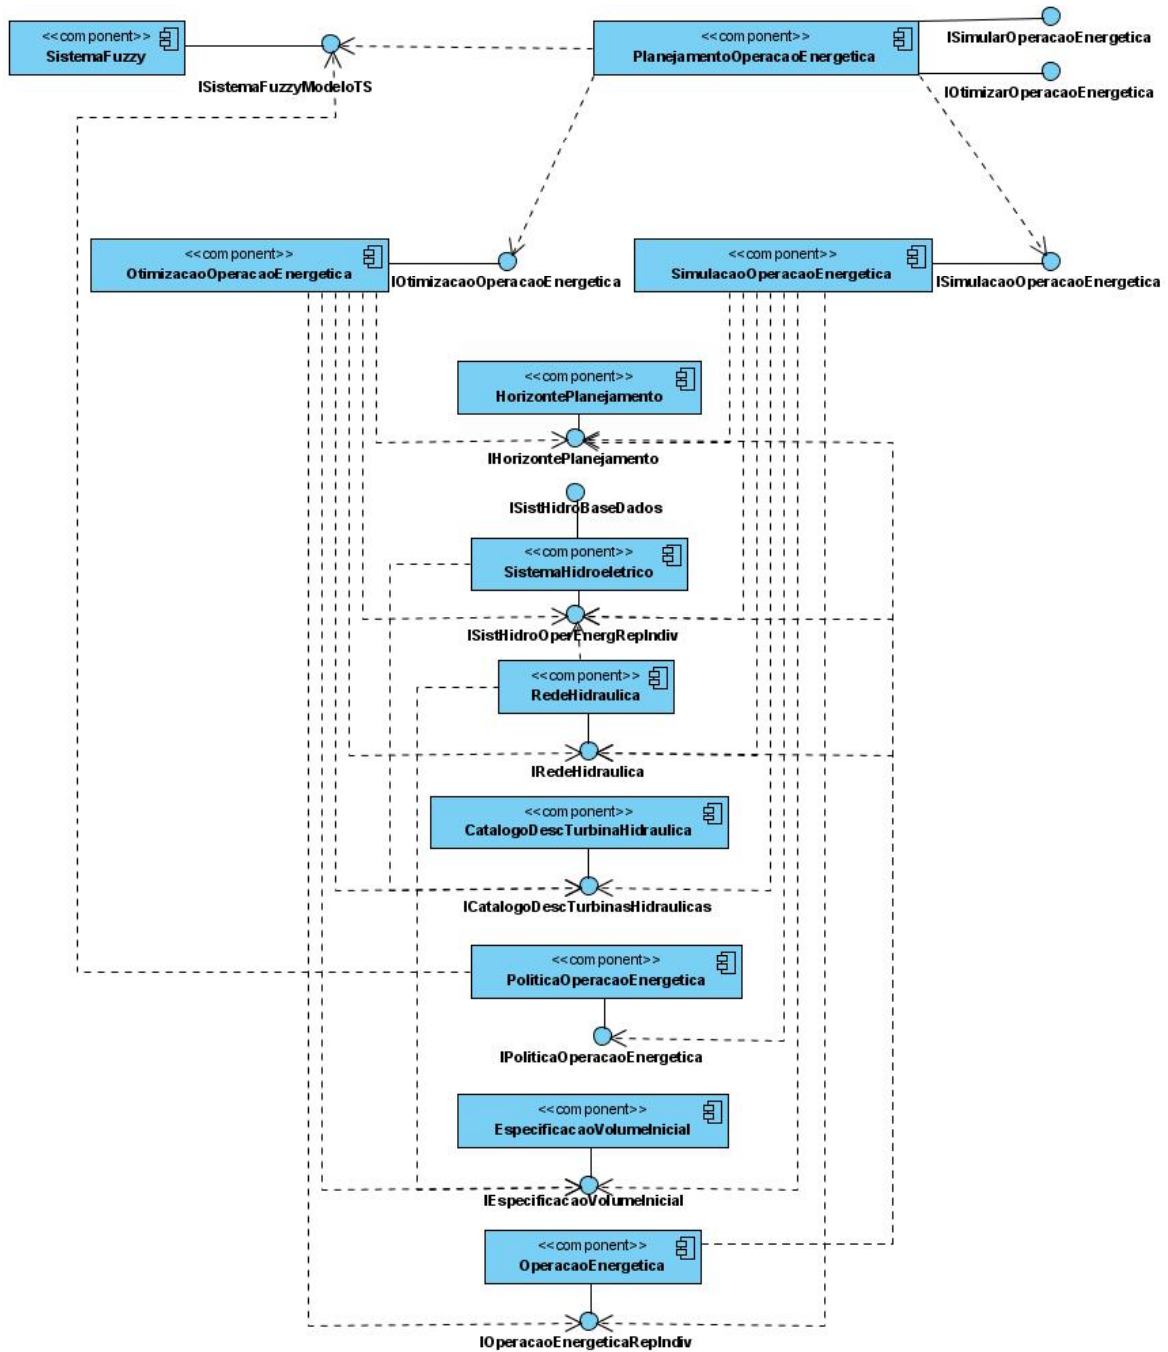 <<component>>
SistemaFuzzy
ISistemaFuzzyModeloTS
<<component>>
PlanejamentoOperacaoEnergetica
ISimularOperacaoEnergetica
IOtimizarOperacaoEnergetica
<<component>>
OtimizacaoOperacaoEnergetica
IOtimizacaoOperacaoEnergetica
<<component>>
SimulacaoOperacaoEnergetica
ISimulacaoOperacaoEnergetica
<<component>>
HorizontePlanejamento
IHorizontePlanejamento
ISistHidroBaseDados
<<component>>
SistemaHidroeletrico
ISistHidroOperEnergRepIndiv
<<component>>
RedeHidraulica
IRedeHidraulica
<<component>>
CatalogoDescTurbinaHidraulica
ICatalogoDescTurbinasHidraulicas
<<component>>
PoliticaOperacaoEnergetica
IPoliticaOperacaoEnergetica
<<component>>
EspecificacaoVolumeInicial
IEspecificacaoVolumeInicial
<<component>>
OperacaoEnergetica
IOperacaoEnergeticaRepIndiv